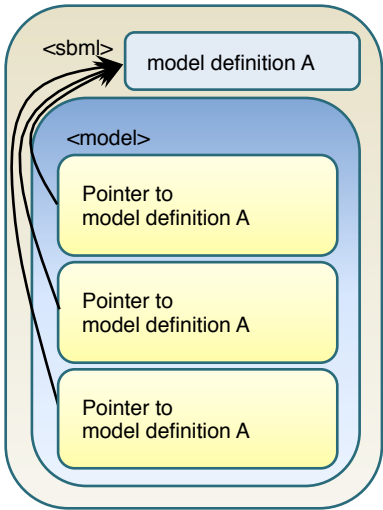 <sbml>
model definition A
<model>
Pointer to
model definition A
Pointer to
model definition A
Pointer to
model definition A